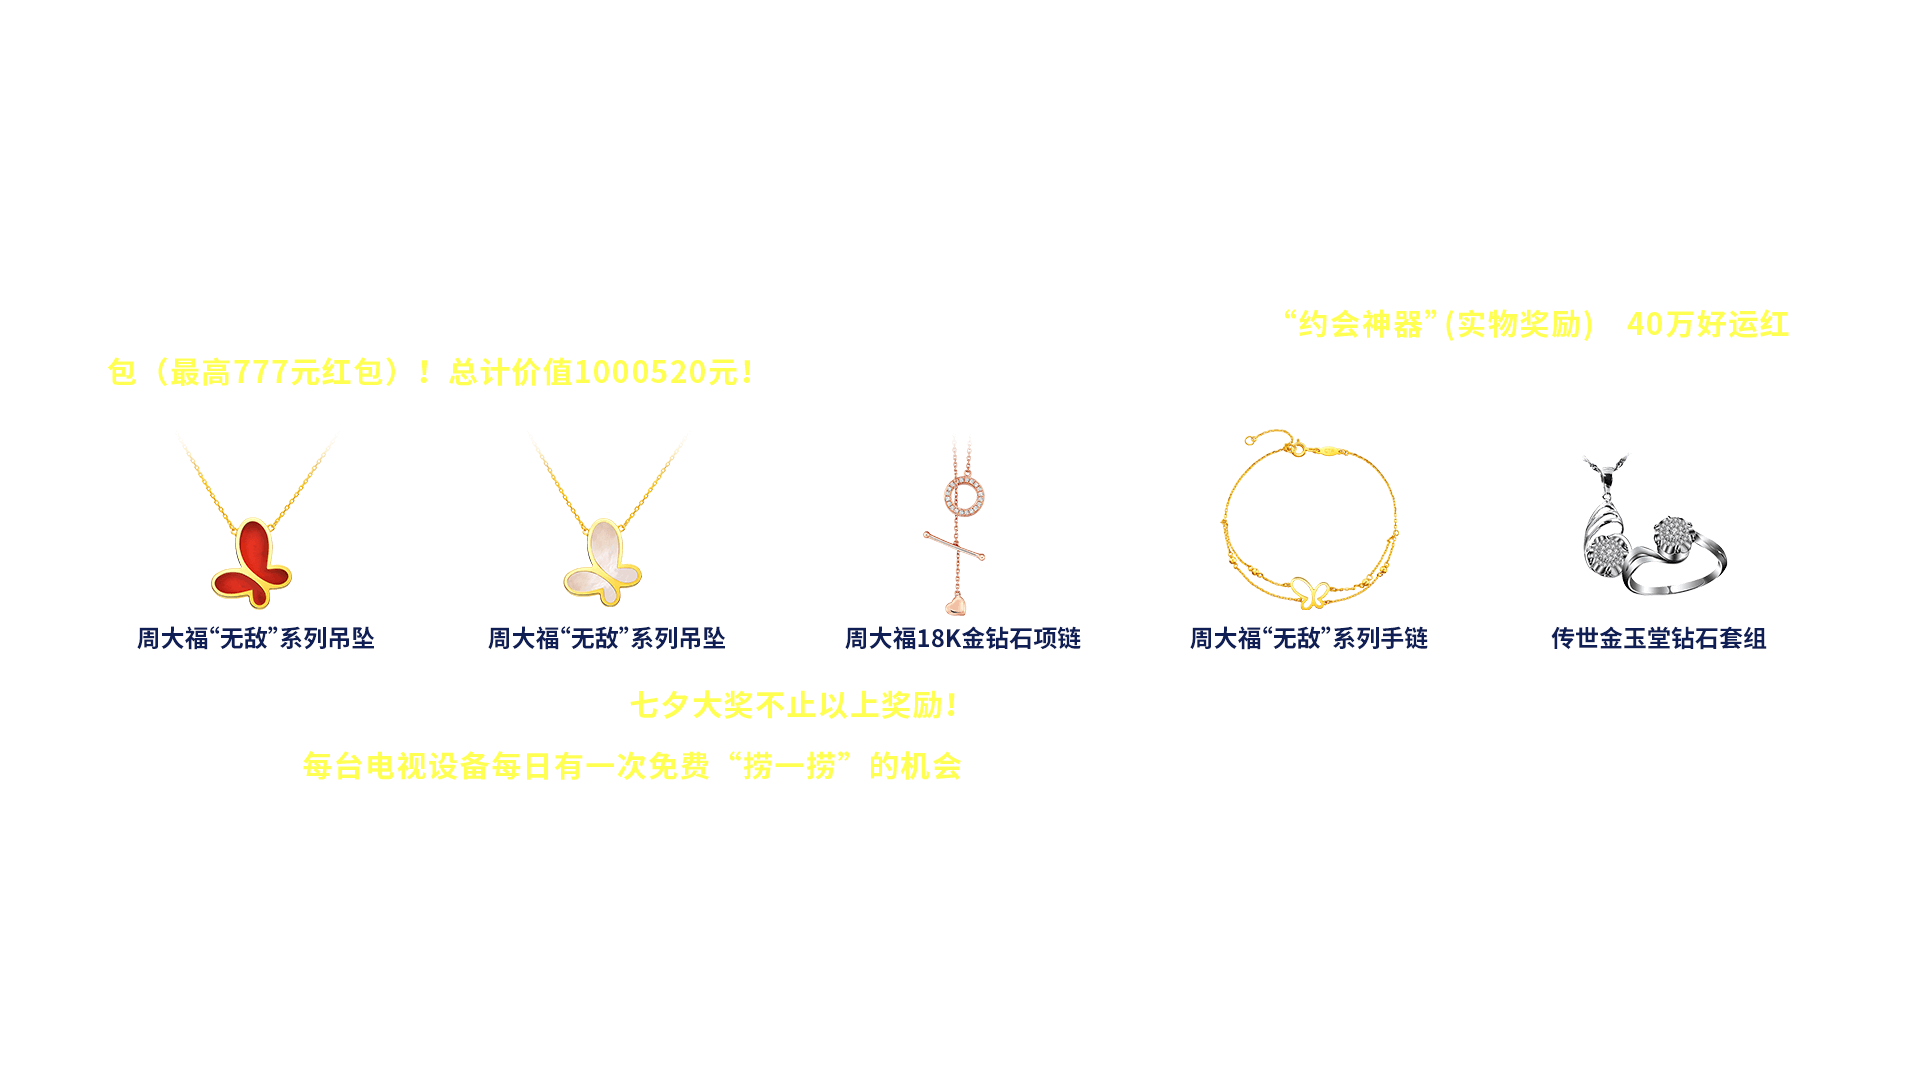 “约会神器”(实物奖励) 40万好运红
包（最高777元红包）！总计价值1000520元！
周大福“无敌”系列吊坠
周大福“无敌”系列吊坠
周大福18K金钻石项链
周大福“无敌”系列手链
传世金玉堂钻石套组
七夕大奖不止以上奖励！
每台电视设备每日有一次免费“捞一捞”的机会